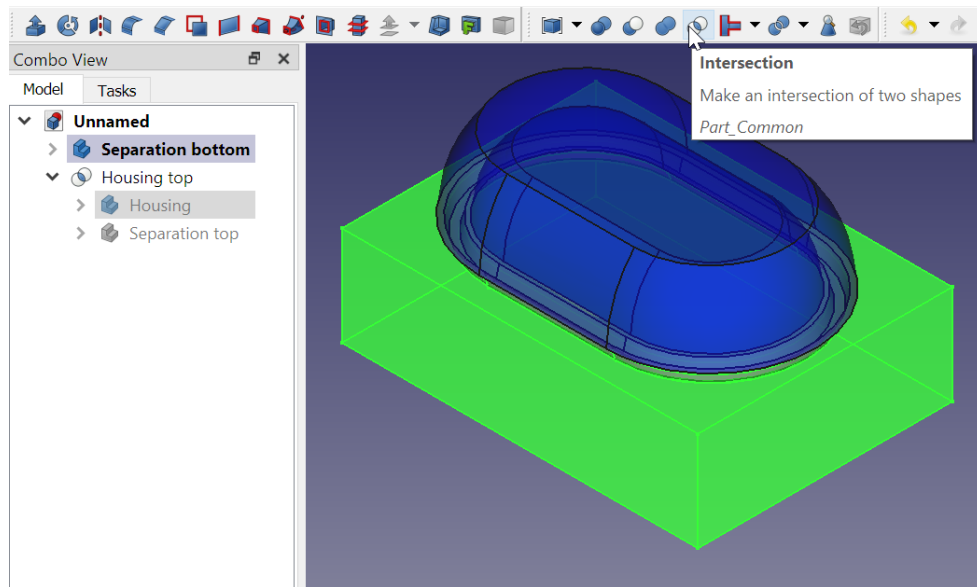 Combo View
Model Tasks
Unnamed
Separation bottom
Housing top
Housing
Separation top
Intersection
Make an intersection of two shapes
Part_Common